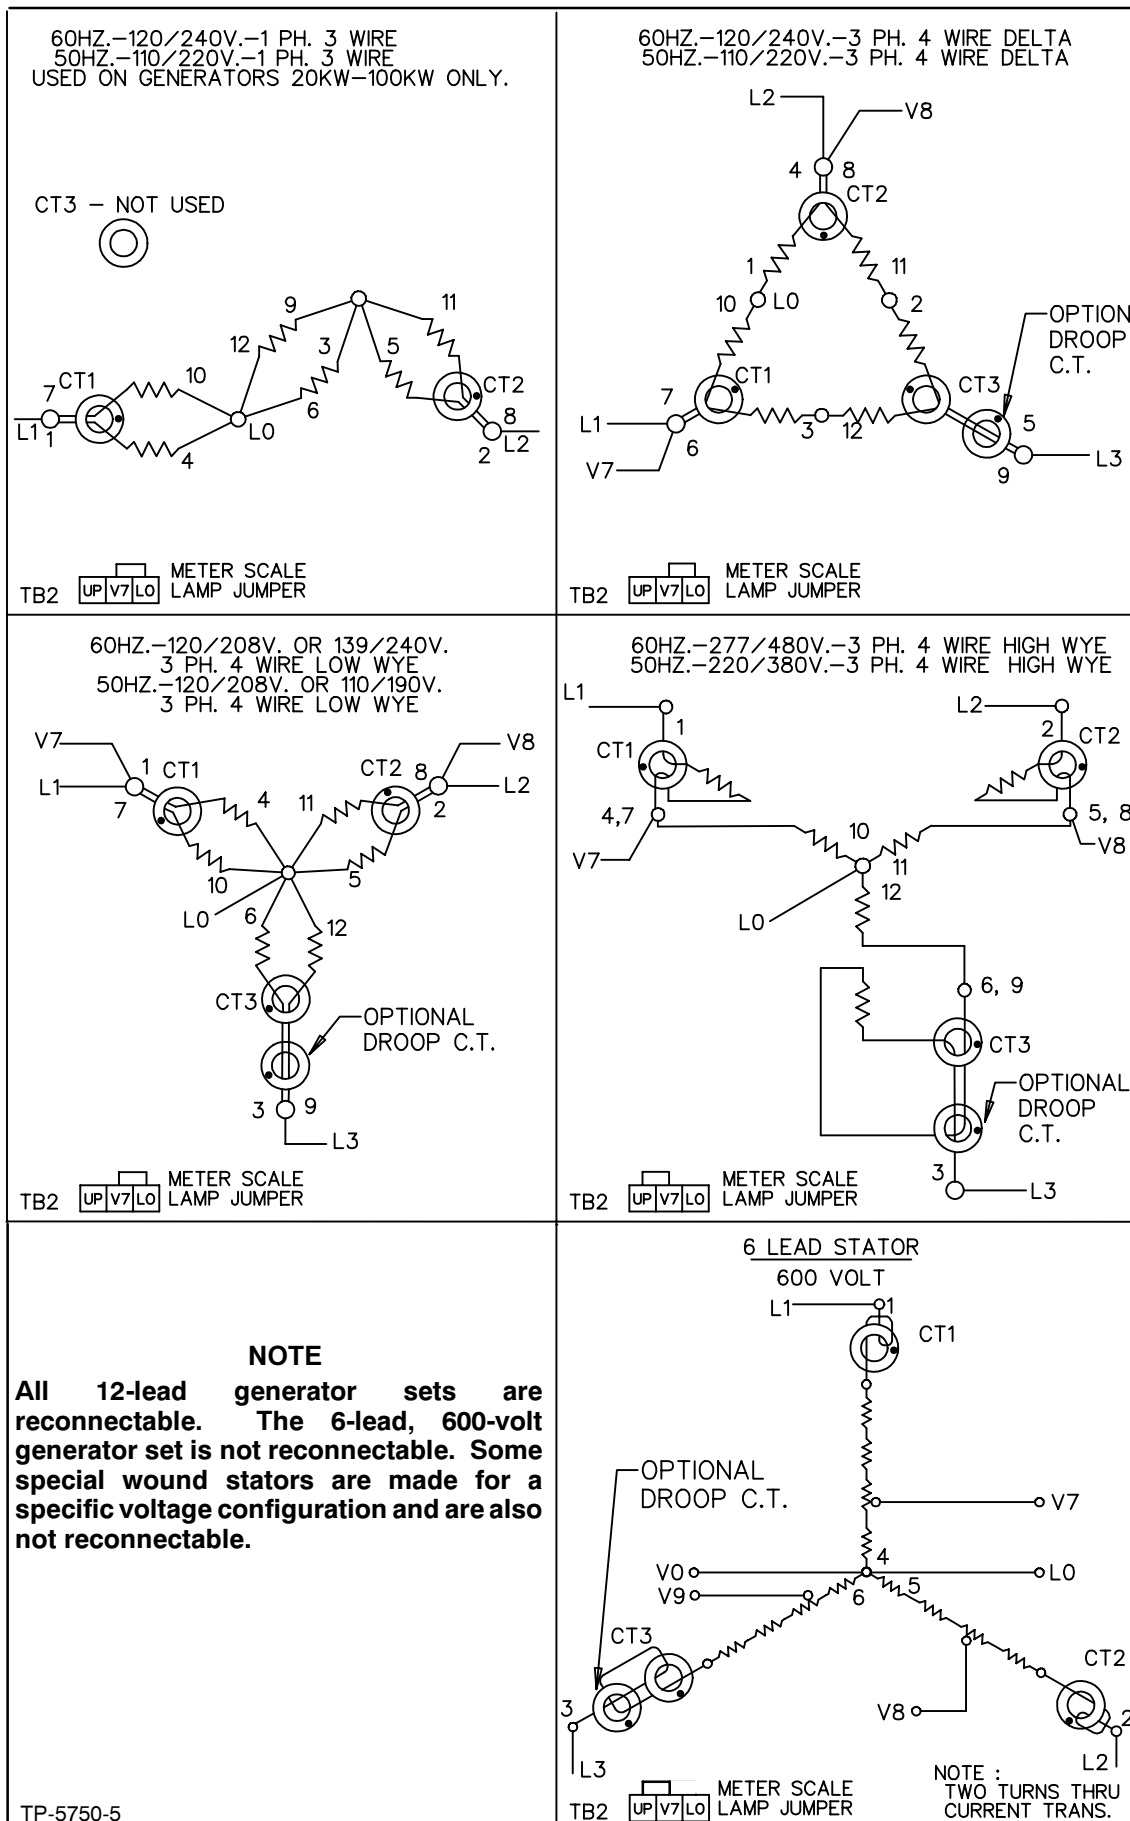 60HZ.-120/240V.-1 PH. 3 WIRE
50HZ.-110/220V.-1 PH. 3 WIRE
USED ON GENERATORS 20KW-100KW ONLY.
CT3 - NOT USED
9
11
12
3
5
10
7
CT1
6
CT2
L1
1
L0
8
4
2
L2
TB2
UP V7 L0
METER SCALE
LAMP JUMPER
60HZ.-120/240V.-3 PH. 4 WIRE DELTA
50HZ.-110/220V.-3 PH. 4 WIRE DELTA
L2
V8
4
8
CT2
1
11
10
L0
2
OPTION
DROOP
C.T.
CT1
CT3
7
L1
3
12
5
6
V7
9
L3
TB2
UP V7 L0
METER SCALE
LAMP JUMPER
60HZ.-120/208V. OR 139/240V.
3 PH. 4 WIRE LOW WYE
50HZ.-120/208V. OR 110/190V.
3 PH. 4 WIRE LOW WYE
V7
V8
1
CT1
CT2
8
L1
4
11
L2
7
2
10
5
L0
6
12
CT3
OPTIONAL
DROOP C.T.
3
9
L3
TB2
UP V7 L0
METER SCALE
LAMP JUMPER
60HZ.-277/480V.-3 PH. 4 WIRE HIGH WYE
50HZ.-220/380V.-3 PH. 4 WIRE HIGH WYE
L1
L2
1
2
CT1
CT2
4,7
5, 8
10
V7
11
V8
12
L0
6, 9
CT3
OPTIONAL
DROOP
C.T.
3
L3
TB2
UP V7 L0
METER SCALE
LAMP JUMPER
NOTE
All 12-lead generator sets are
reconnectable. The 6-lead, 600-volt
generator set is not reconnectable. Some
special wound stators are made for a
specific voltage configuration and are also
not reconnectable.
TP-5750-5
6 LEAD STATOR
600 VOLT
L1
1
CT1
OPTIONAL
DROOP C.T.
V7
4
V0
L0
V9
6
5
CT3
CT2
3
V8
2
L3
L2
TB2
UP V7 L0
METER SCALE
LAMP JUMPER
NOTE :
TWO TURNS THRU
CURRENT TRANS.